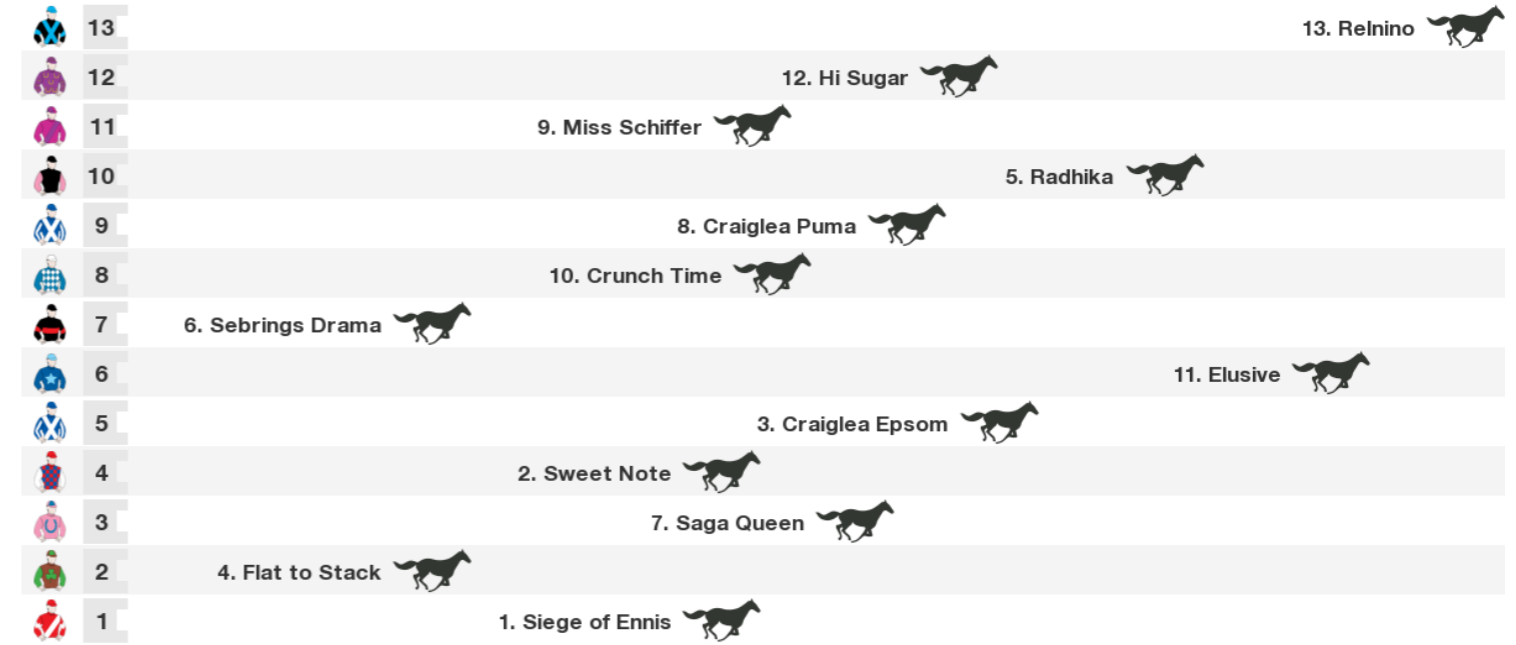 13 13. Relnino
12 12. Hi Sugar
11 9. Miss Schiffer
10 5. Radhika
9 8. Craiglea Puma
8 10. Crunch Time
7 6. Sebrings Drama
6 11. Elusive
5 3. Craiglea Epsom
4 2. Sweet Note
3 7. Saga Queen
2 4. Flat to Stack
1 1. Siege of Ennis